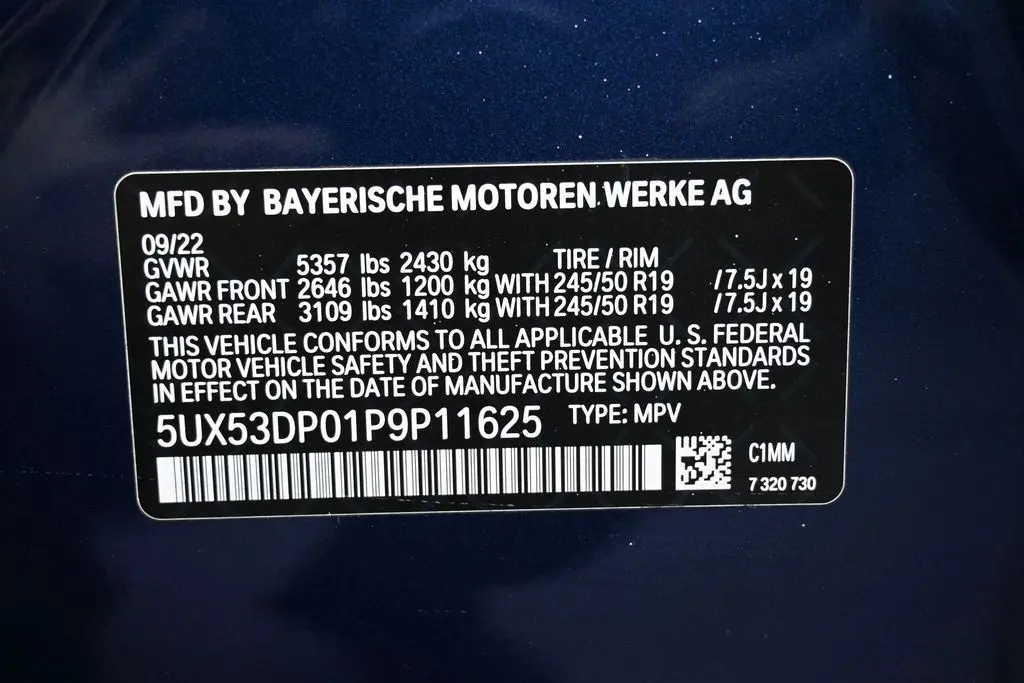 MFD BY BAYERISCHE MOTOREN WERKE AG
09/22
GVWR 5357 lbs 2430 kg TIRE / RIM
GAWR FRONT 2646 lbs 1200 kg WITH 245/50 R19 /7.5J x 19
GAWR REAR 3109 lbs 1410 kg WITH 245/50 R19 /7.5J x 19
THIS VEHICLE CONFORMS TO ALL APPLICABLE U. S. FEDERAL
MOTOR VEHICLE SAFETY AND THEFT PREVENTION STANDARDS
IN EFFECT ON THE DATE OF MANUFACTURE SHOWN ABOVE.
5UX53DP01P9P11625 TYPE: MPV
C1MM
7 320 730